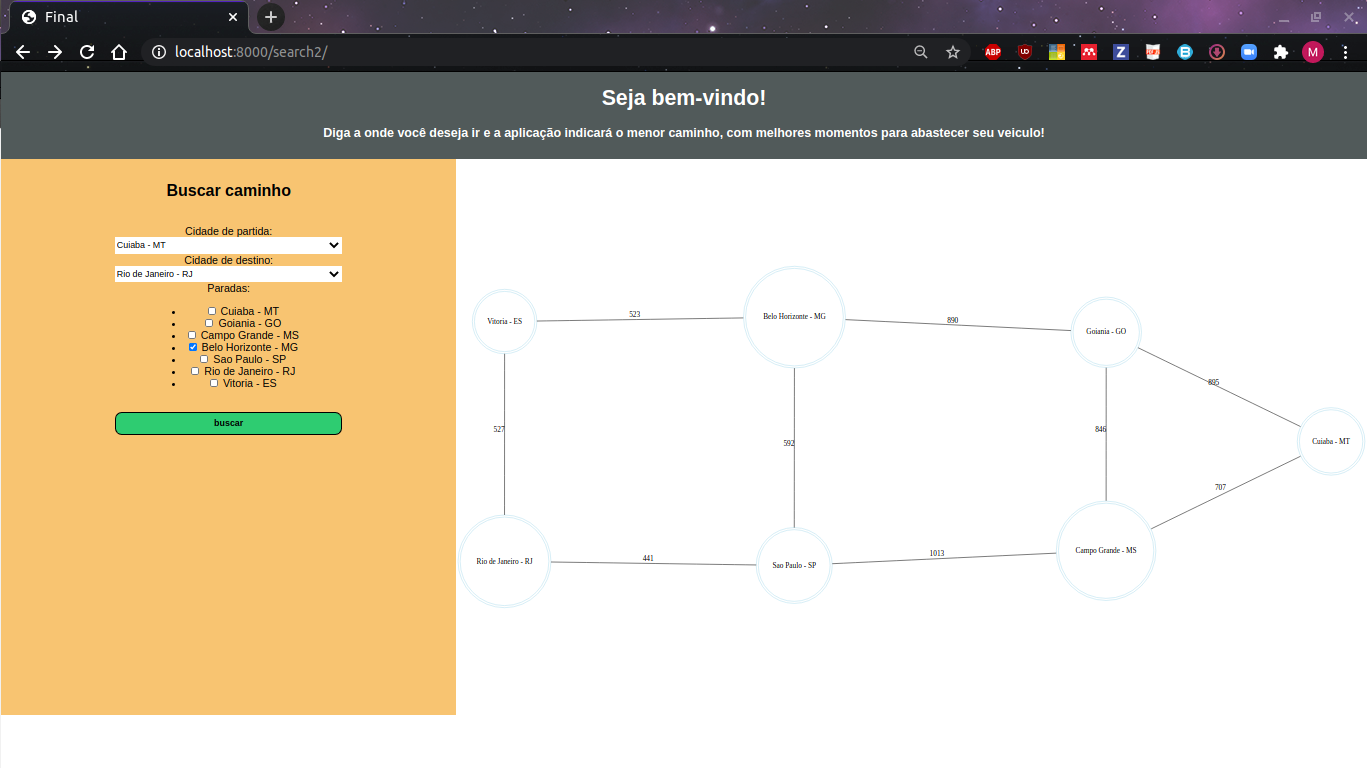 Final
localhost:8000/search2/
ABP
UD
Z
M
Seja bem-vindo!
Diga a onde você deseja ir e a aplicação indicará o menor caminho, com melhores momentos para abastecer seu veiculo!
Buscar caminho
Cidade de partida:
Cuiaba - MT
Cidade de destino:
Rio de Janeiro - RJ
Paradas:
Cuiaba - MT
Goiania - GO
Campo Grande - MS
Belo Horizonte - MG
Sao Paulo - SP
Rio de Janeiro - RJ
Vitoria - ES
buscar
Vitoria - ES
523
Belo Horizonte - MG
890
Goiania - GO
895
527
592
846
Cuiaba - MT
707
Rio de Janeiro - RJ
441
Sao Paulo - SP
1013
Campo Grande - MS